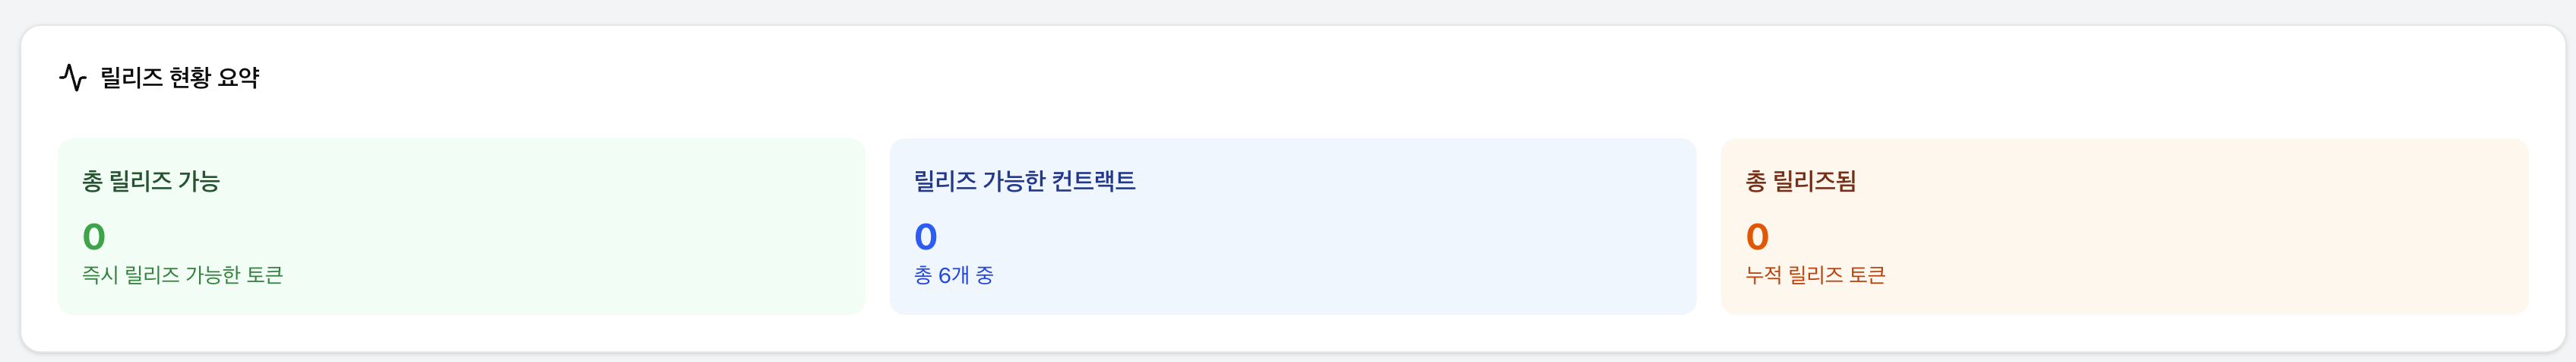 릴리즈 현황 요약
총 릴리즈 가능
0
즉시 릴리즈 가능한 토큰
릴리즈 가능한 컨트랙트
0
총 6개 중
총 릴리즈됨
0
누적 릴리즈 토큰